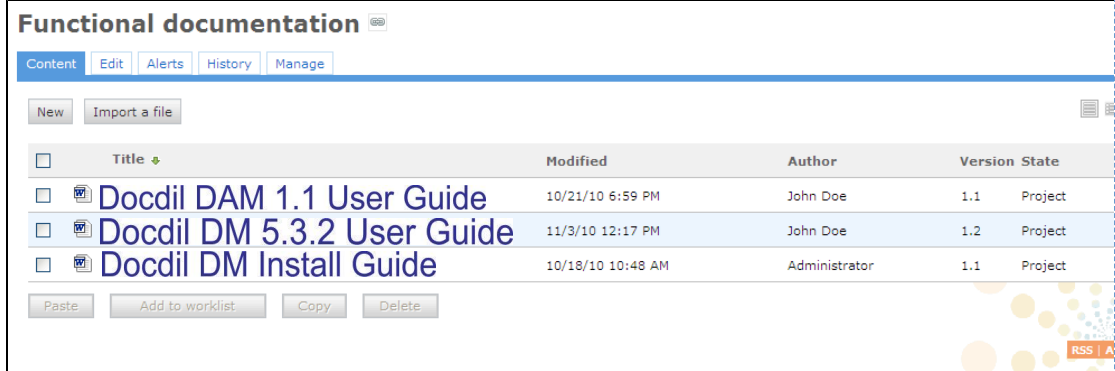 Functional documentation
Content Edit Alerts History Manage
New Import a file
Title Modified Author Version State
Docdil DAM 1.1 User Guide 10/21/10 6:59 PM John Doe 1.1 Project
Docdil DM 5.3.2 User Guide 11/3/10 12:17 PM John Doe 1.2 Project
Docdil DM Install Guide 10/18/10 10:48 AM Administrator 1.1 Project
Paste Add to worklist Copy Delete
RSS | A